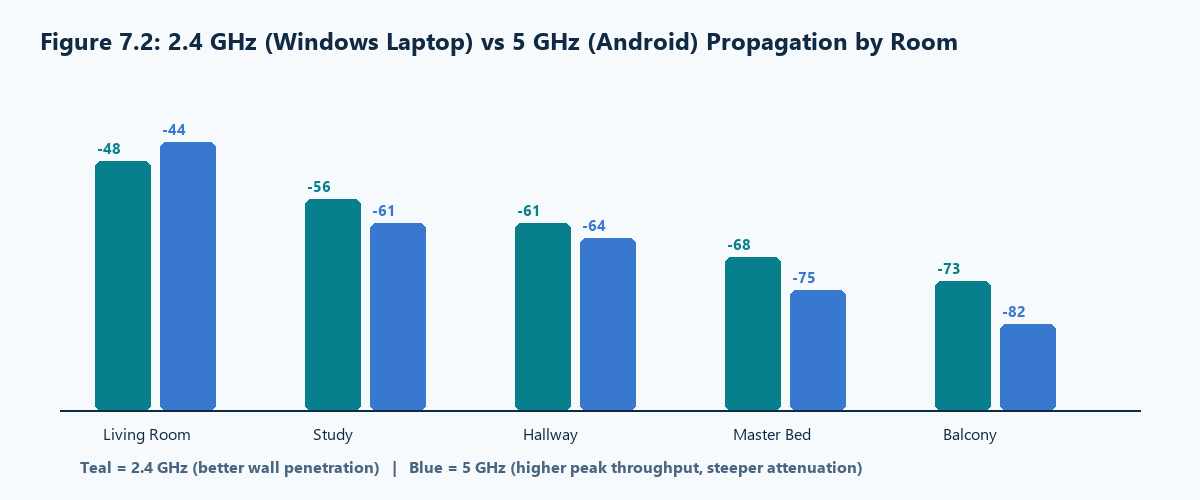 Figure 7.2: 2.4 GHz (Windows Laptop) vs 5 GHz (Android) Propagation by Room
-48
-44
-56
-61
-61
-64
-68
-75
-73
-82
Living Room
Study
Hallway
Master Bed
Balcony
Teal = 2.4 GHz (better wall penetration) | Blue = 5 GHz (higher peak throughput, steeper attenuation)